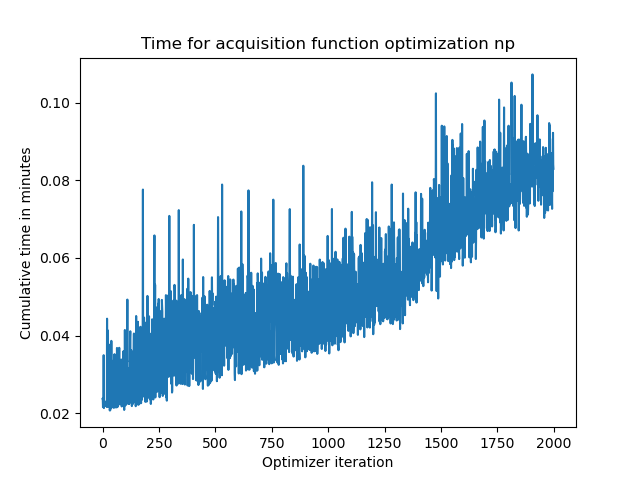 Time for acquisition function optimization np
Cumulative time in minutes
0.10
0.08
0.06
0.04
0.02
0 250 500 750 1000 1250 1500 1750 2000
Optimizer iteration